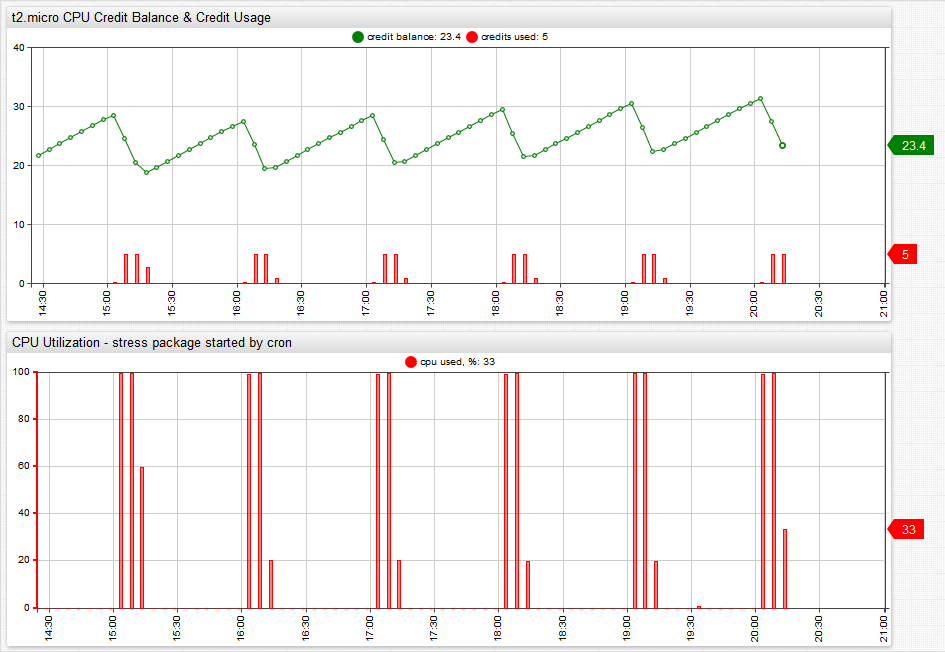 t2.micro CPU Credit Balance & Credit Usage
credit balance: 23.4 credits used: 5
40
30
20
10
0
23.4
5
14:30 15:00 15:30 16:00 16:30 17:00 17:30 18:00 18:30 19:00 19:30 20:00 20:30 21:00
CPU Utilization - stress package started by cron
cpu used, %: 33
100
80
60
40
20
0
33
14:30 15:00 15:30 16:00 16:30 17:00 17:30 18:00 18:30 19:00 19:30 20:00 20:30 21:00